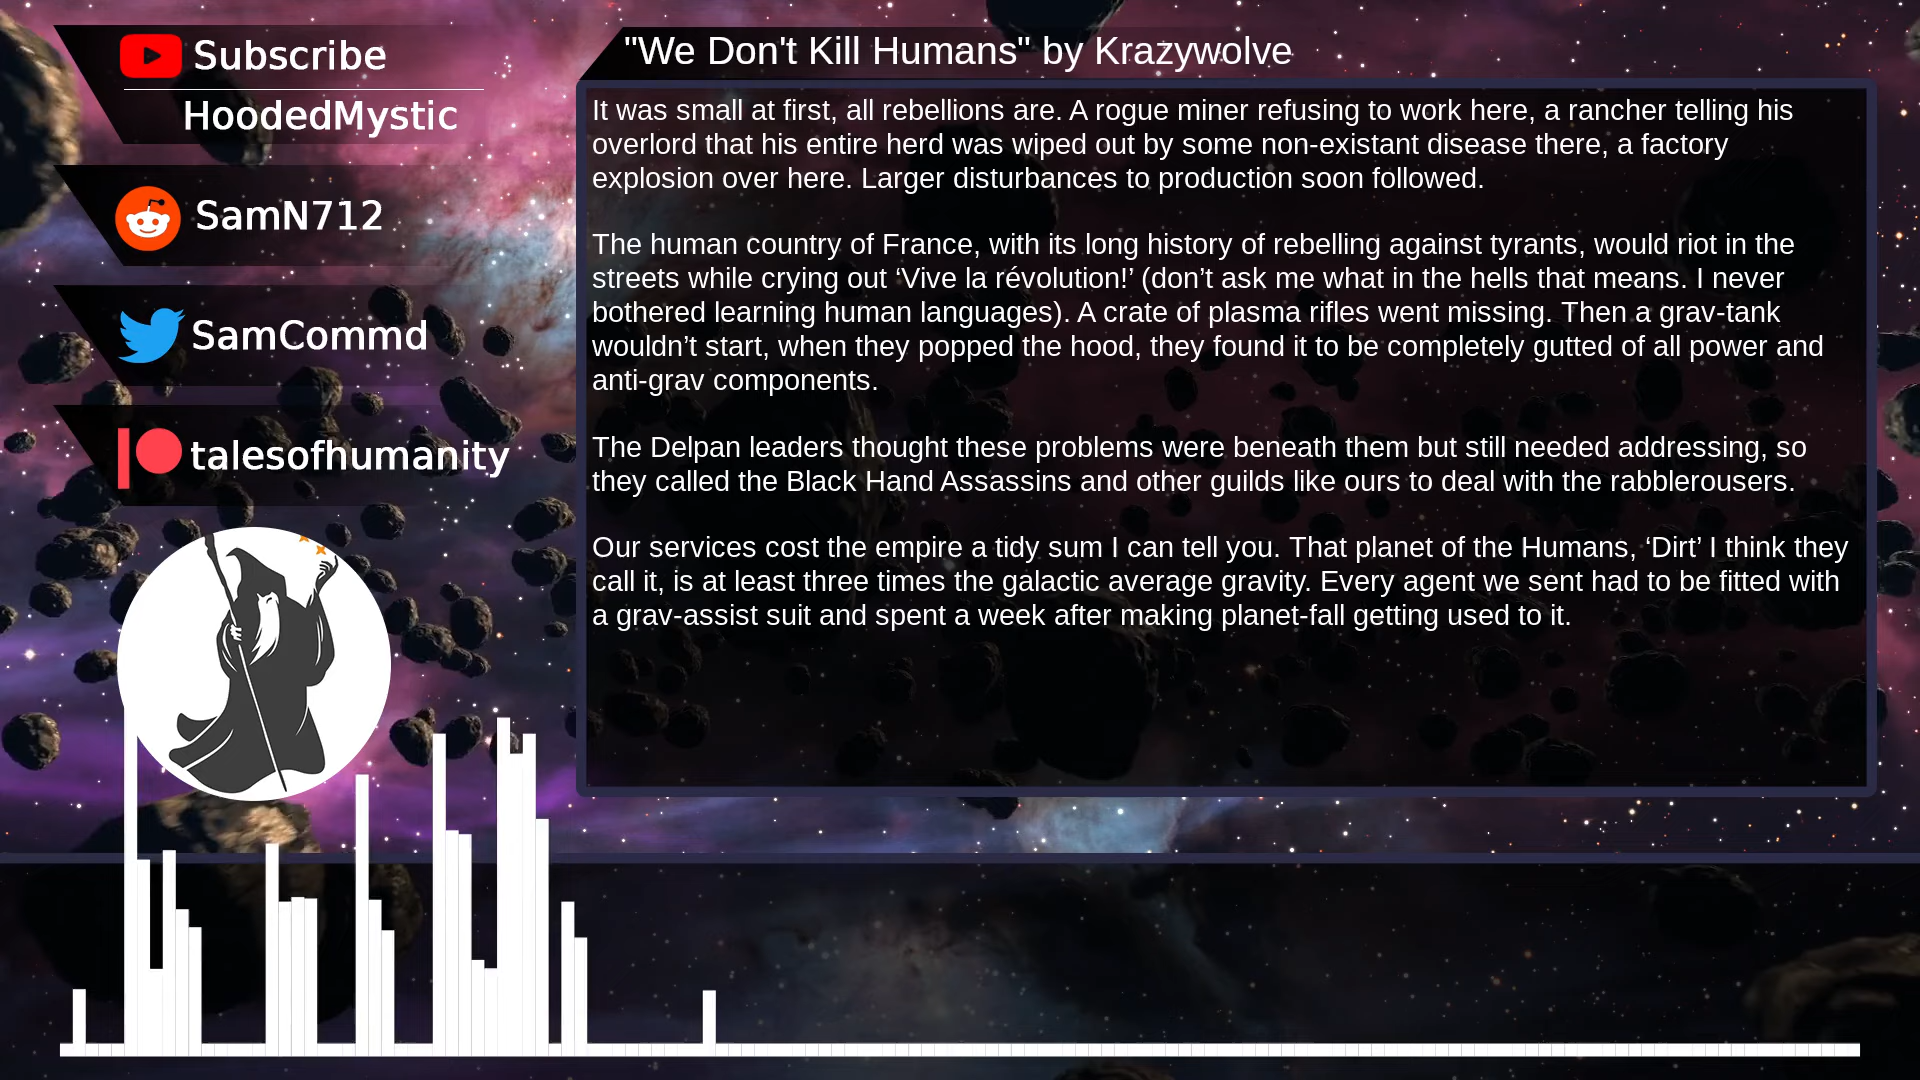 Subscribe
HoodedMystic
SamN712
SamCommd
talesofhumanity
"We Don't Kill Humans" by Krazywolve
It was small at first, all rebellions are. A rogue miner refusing to work here, a rancher telling his
overlord that his entire herd was wiped out by some non-existant disease there, a factory
explosion over here. Larger disturbances to production soon followed.
The human country of France, with its long history of rebelling against tyrants, would riot in the
streets while crying out ‘Vive la révolution!’ (don’t ask me what in the hells that means. I never
bothered learning human languages). A crate of plasma rifles went missing. Then a grav-tank
wouldn’t start, when they popped the hood, they found it to be completely gutted of all power and
anti-grav components.
The Delpan leaders thought these problems were beneath them but still needed addressing, so
they called the Black Hand Assassins and other guilds like ours to deal with the rabblerousers.
Our services cost the empire a tidy sum I can tell you. That planet of the Humans, ‘Dirt’ I think they
call it, is at least three times the galactic average gravity. Every agent we sent had to be fitted with
a grav-assist suit and spent a week after making planet-fall getting used to it.